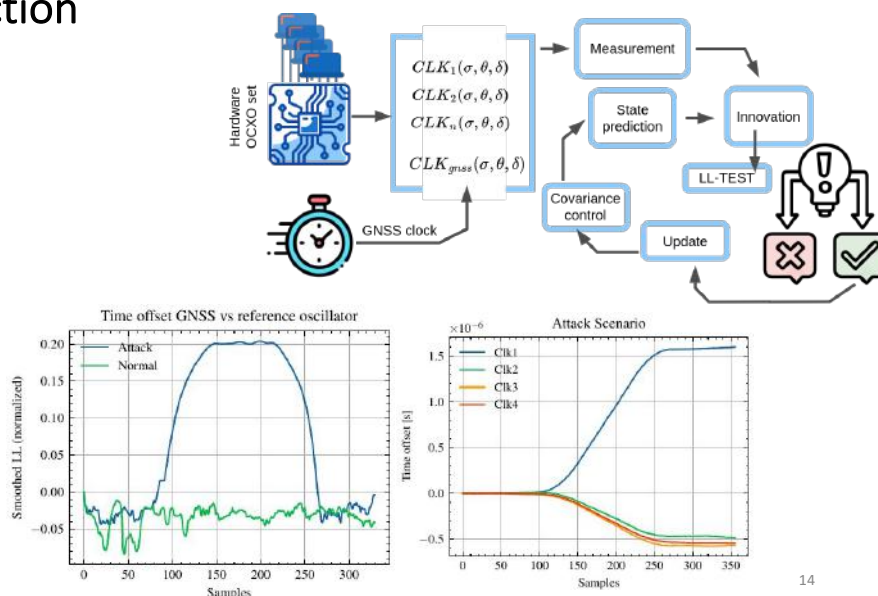 ction
Hardware
OCXO set
CLK₁(σ, θ, δ)
CLK₂(σ, θ, δ)
CLKₙ(σ, θ, δ)
CLK_gnss(σ, θ, δ)
GNSS clock
Measurement
State
prediction
Innovation
LL-TEST
Covariance
control
Update
Time offset GNSS vs reference oscillator
Smoothed LL (normalized)
0.20
0.15
0.10
0.05
0.00
−0.05
Attack
Normal
0 50 100 150 200 250 300
Samples
Attack Scenario
×10⁻⁶
Time offset [s]
1.5
1.0
0.5
0.0
−0.5
Clk1
Clk2
Clk3
Clk4
0 50 100 150 200 250 300 350
Samples
14